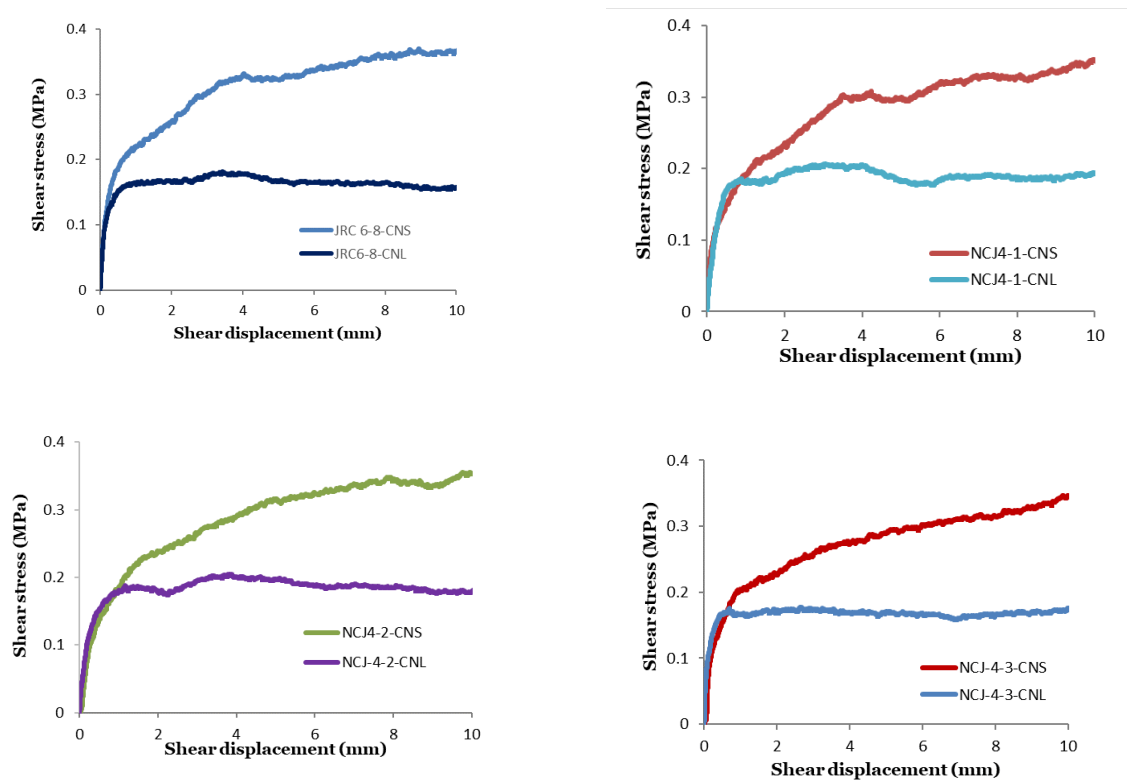 0.4
0.3
0.2
0.1
0
Shear stress (MPa)
JRC 6-8-CNS
JRC6-8-CNL
0 2 4 6 8 10
Shear displacement (mm)
0.4
0.3
0.2
0.1
0
Shear stress (MPa)
NCJ4-1-CNS
NCJ4-1-CNL
0 2 4 6 8 10
Shear displacement (mm)
0.4
0.3
0.2
0.1
0
Shear stress (MPa)
NCJ4-2-CNS
NCJ-4-2-CNL
0 2 4 6 8 10
Shear displacement (mm)
0.4
0.3
0.2
0.1
0
Shear stress (MPa)
NCJ-4-3-CNS
NCJ-4-3-CNL
0 2 4 6 8 10
Shear displacement (mm)